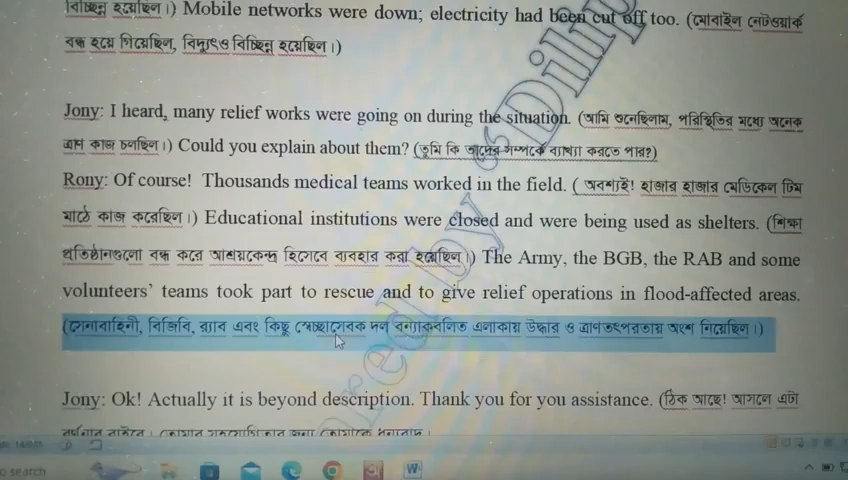 বিচ্ছিন্ন হয়েছিল।) Mobile networks were down; electricity had been cut off too. (মোবাইল নেটওয়ার্ক
বন্ধ হয়ে গিয়েছিল, বিদ্যুৎও বিচ্ছিন্ন হয়েছিল।)
Jony: I heard, many relief works were going on during the situation. (আমি শুনেছিলাম, পরিস্থিতির মধ্যে অনেক
ত্রাণ কাজ চলছিল।) Could you explain about them? (তুমি কি তাদের সম্পর্কে ব্যাখ্যা করতে পার?)
Rony: Of course! Thousands medical teams worked in the field. ( অবশ্যই! হাজার হাজার মেডিকেল টিম
মাঠে কাজ করেছিল।) Educational institutions were closed and were being used as shelters. (শিক্ষা
প্রতিষ্ঠানগুলো বন্ধ করে আশ্রয়কেন্দ্র হিসেবে ব্যবহার করা হয়েছিল।) The Army, the BGB, the RAB and some
volunteers’ teams took part to rescue and to give relief operations in flood-affected areas.
(সেনাবাহিনী, বিজিবি, র‍্যাব এবং কিছু স্বেচ্ছাসেবক দল বন্যাকবলিত এলাকায় উদ্ধার ও ত্রাণতৎপরতায় অংশ নিয়েছিল।)
Jony: Ok! Actually it is beyond description. Thank you for you assistance. (ঠিক আছে! আসলে এটা
search